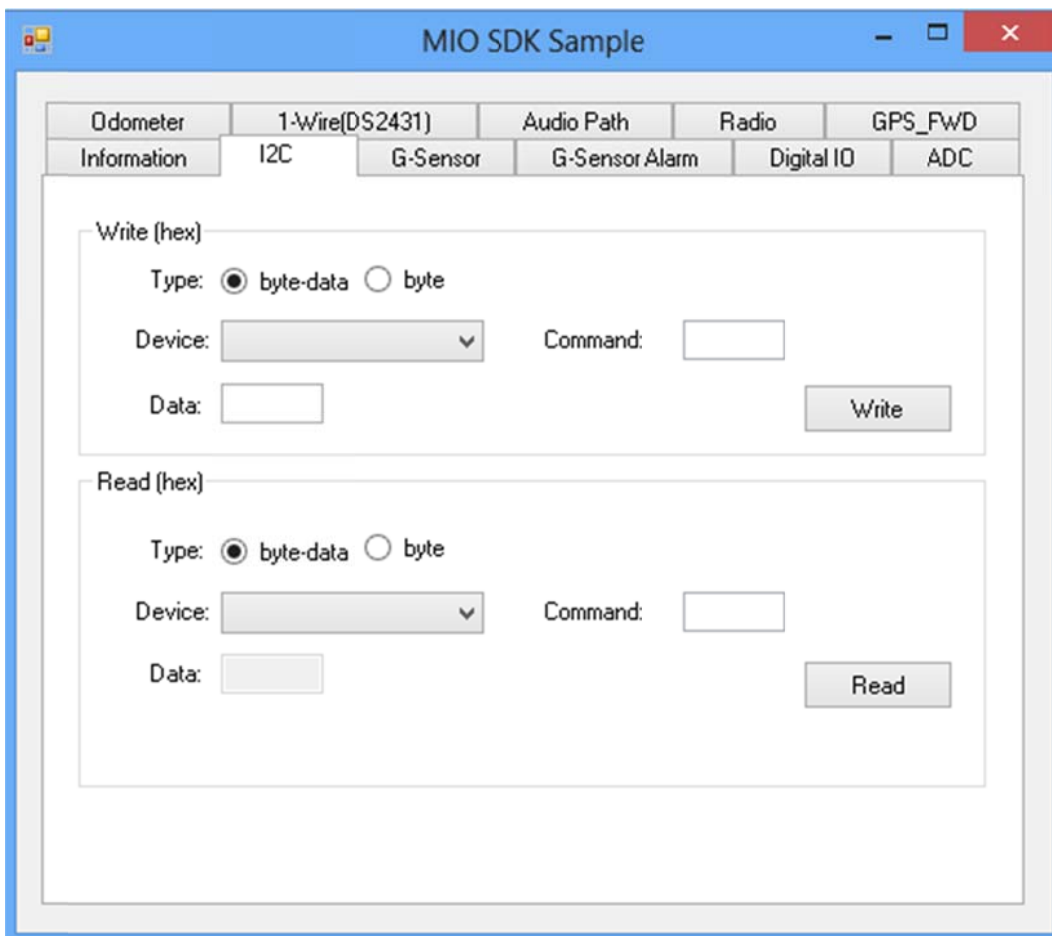 MIO SDK Sample
Odometer 1-Wire(DS2431) Audio Path Radio GPS_FWD
Information I2C G-Sensor G-Sensor Alarm Digital IO ADC
Write (hex)
Type: byte-data byte
Device: Command:
Data: Write
Read (hex)
Type: byte-data byte
Device: Command:
Data: Read